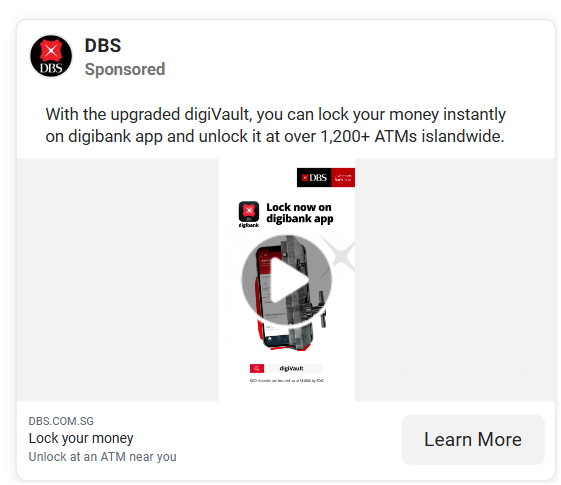 DBS
DBS
Sponsored
With the upgraded digiVault, you can lock your money instantly
on digibank app and unlock it at over 1,200+ ATMs islandwide.
DBS
Lock now on
digibank app
digibank
digiVault
DBS.COM.SG
Lock your money
Unlock at an ATM near you
Learn More